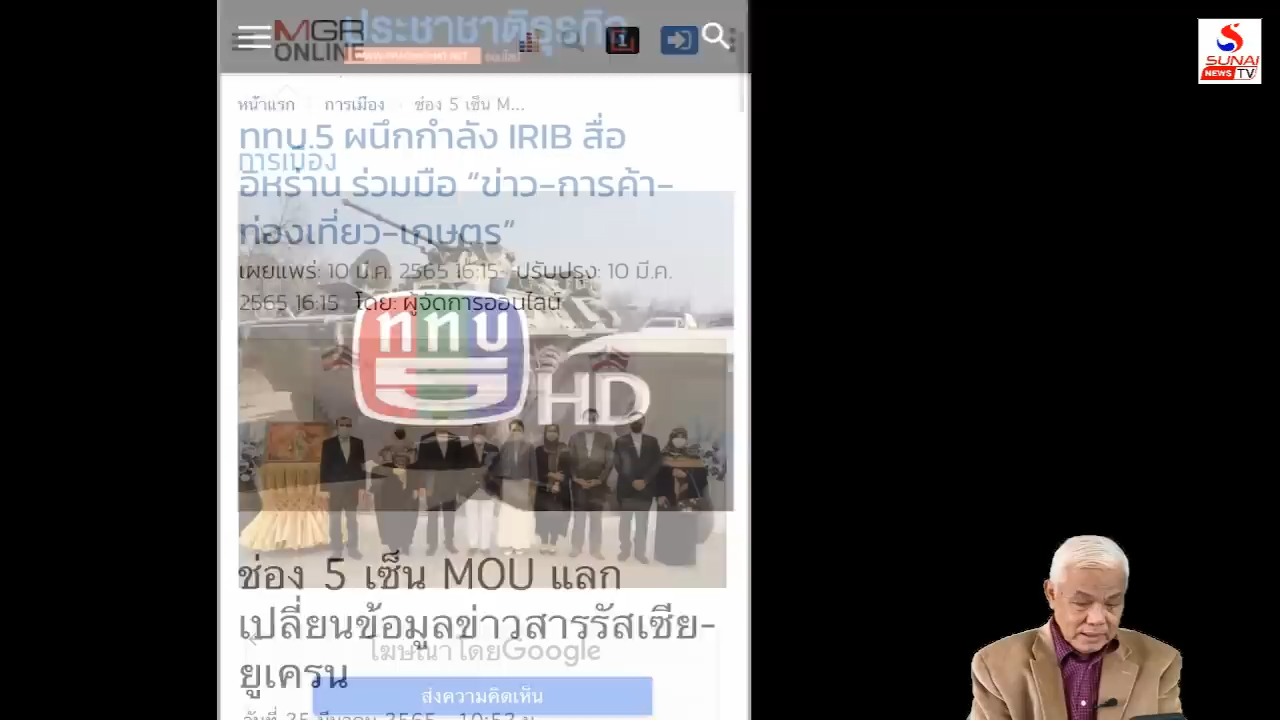 MGR
ONLINE
ประชาชาติธุรกิจ
1
SUNAI
NEWS TV
หน้าแรก การเมือง ช่อง 5 เซ็น M...
ททบ.5 ผนึกกำลัง IRIB สื่อ
การเมือง
อิหร่าน ร่วมมือ “ข่าว-การค้า-
ท่องเที่ยว-เกษตร”
เผยแพร่: 10 มี.ค. 2565 16:15 ปรับปรุง: 10 มี.ค.
2565 16:15 โดย: ผู้จัดการออนไลน์
ททบ
HD
ช่อง 5 เซ็น MOU แลก
เปลี่ยนข้อมูลข่าวสารรัสเซีย-
โฆษณาโดย Google
ยูเครน
ส่งความคิดเห็น